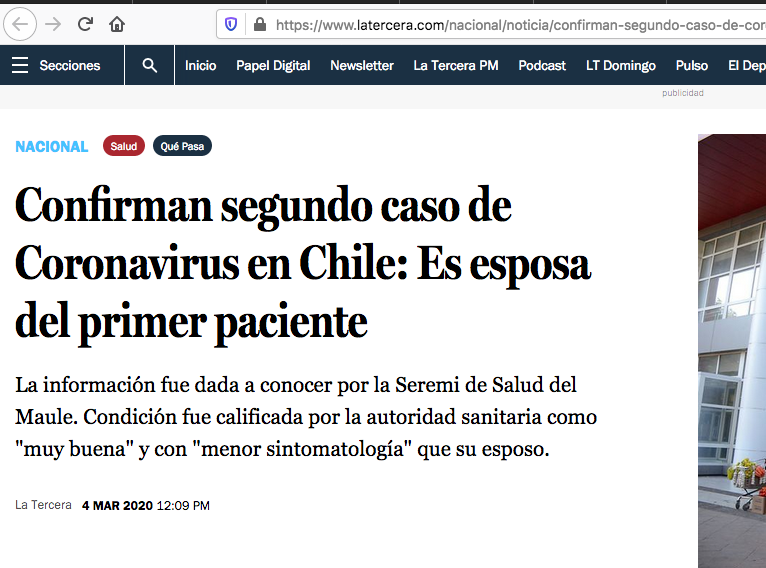 https://www.latercera.com/nacional/noticia/confirman-segundo-caso-de-cor
Secciones Inicio Papel Digital Newsletter La Tercera PM Podcast LT Domingo Pulso El Dep
publicidad
NACIONAL Salud Qué Pasa
Confirman segundo caso de
Coronavirus en Chile: Es esposa
del primer paciente
La información fue dada a conocer por la Seremi de Salud del
Maule. Condición fue calificada por la autoridad sanitaria como
"muy buena" y con "menor sintomatología" que su esposo.
La Tercera 4 MAR 2020 12:09 PM